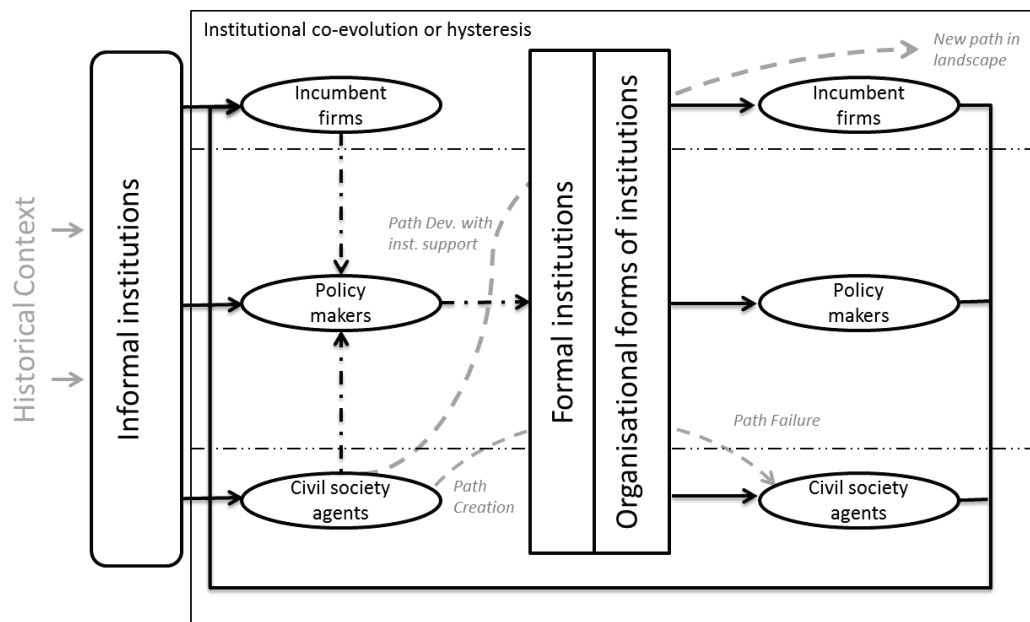 Institutional co-evolution or hysteresis
New path in
landscape
Historical Context
Informal institutions
Incumbent
firms
Path Dev. with
inst. support
Policy
makers
Civil society
agents
Path
Creation
Formal institutions
Organisational forms of institutions
Incumbent
firms
Policy
makers
Path Failure
Civil society
agents